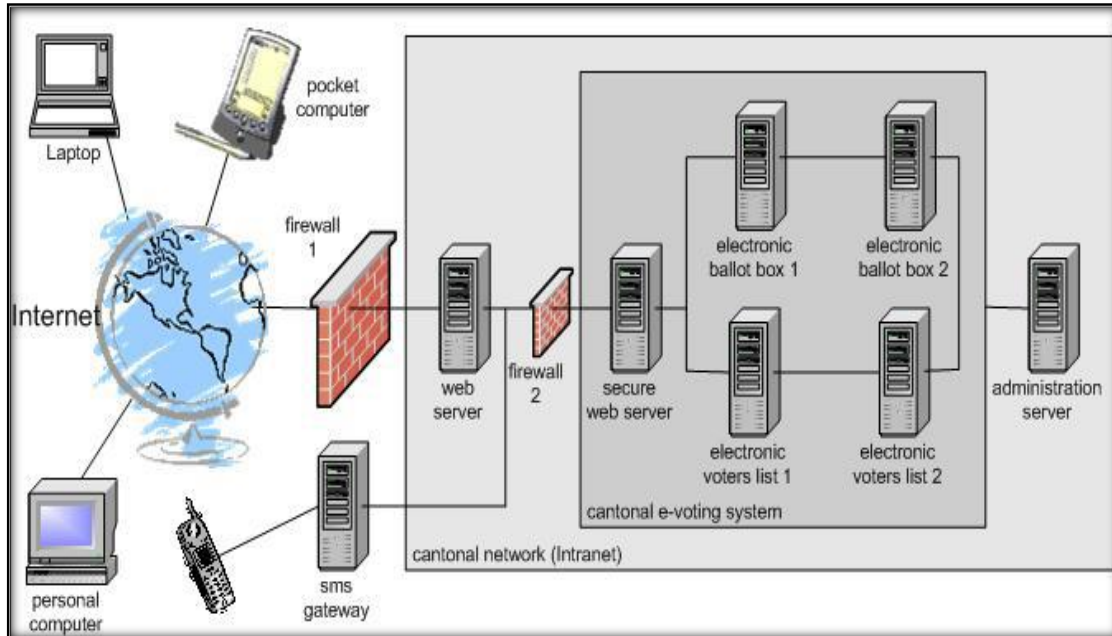 Laptop
pocket
computer
Internet
firewall
1
web
server
firewall
2
secure
web server
electronic
ballot box 1
electronic
ballot box 2
electronic
voters list 1
electronic
voters list 2
administration
server
cantonal e-voting system
cantonal network (Intranet)
personal
computer
sms
gateway